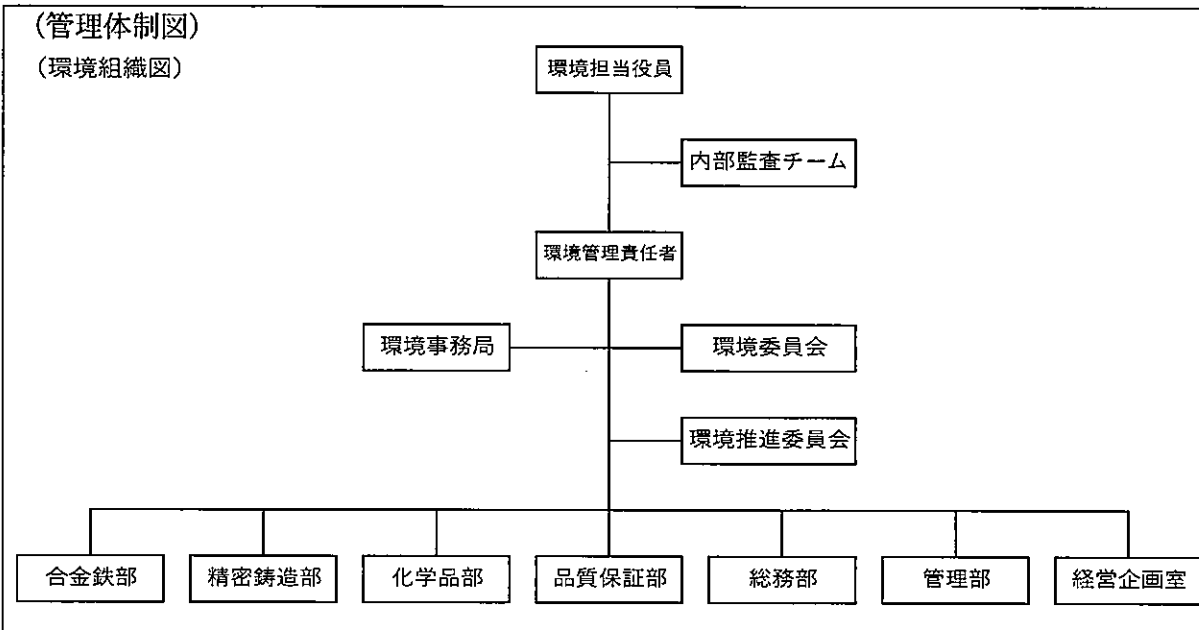 (管理体制図)
(環境組織図)
環境担当役員
内部監査チーム
環境管理責任者
環境事務局
環境委員会
環境推進委員会
合金鉄部
精密鋳造部
化学品部
品質保証部
総務部
管理部
経営企画室